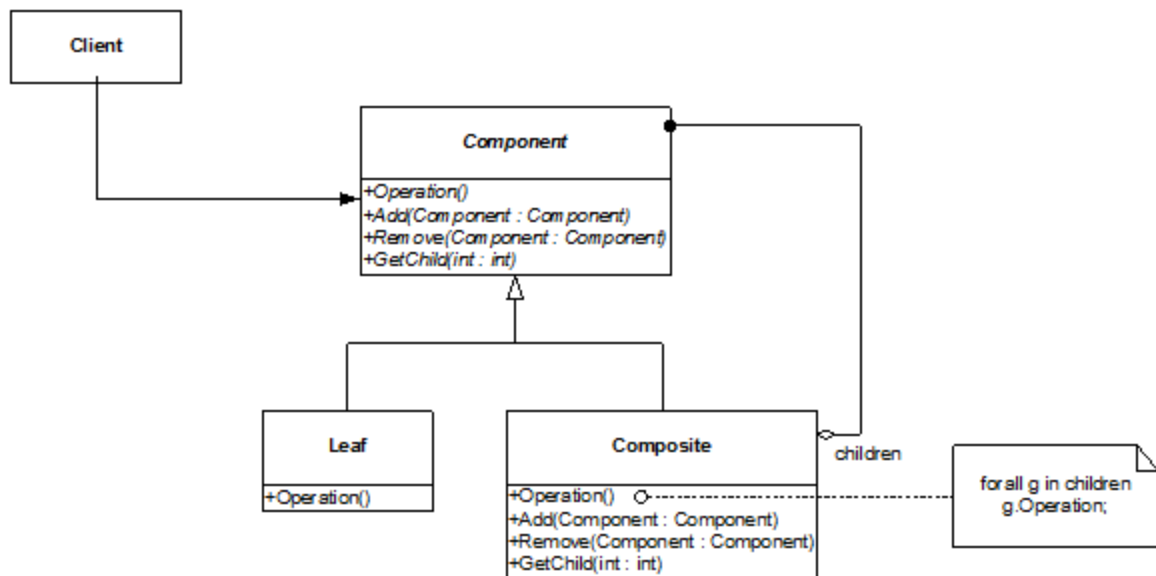 Client
Component
+Operation()
+Add(Component : Component)
+Remove(Component : Component)
+GetChild(int : int)
Leaf
+Operation()
Composite
+Operation()
+Add(Component : Component)
+Remove(Component : Component)
+GetChild(int : int)
children
forall g in children
g.Operation;